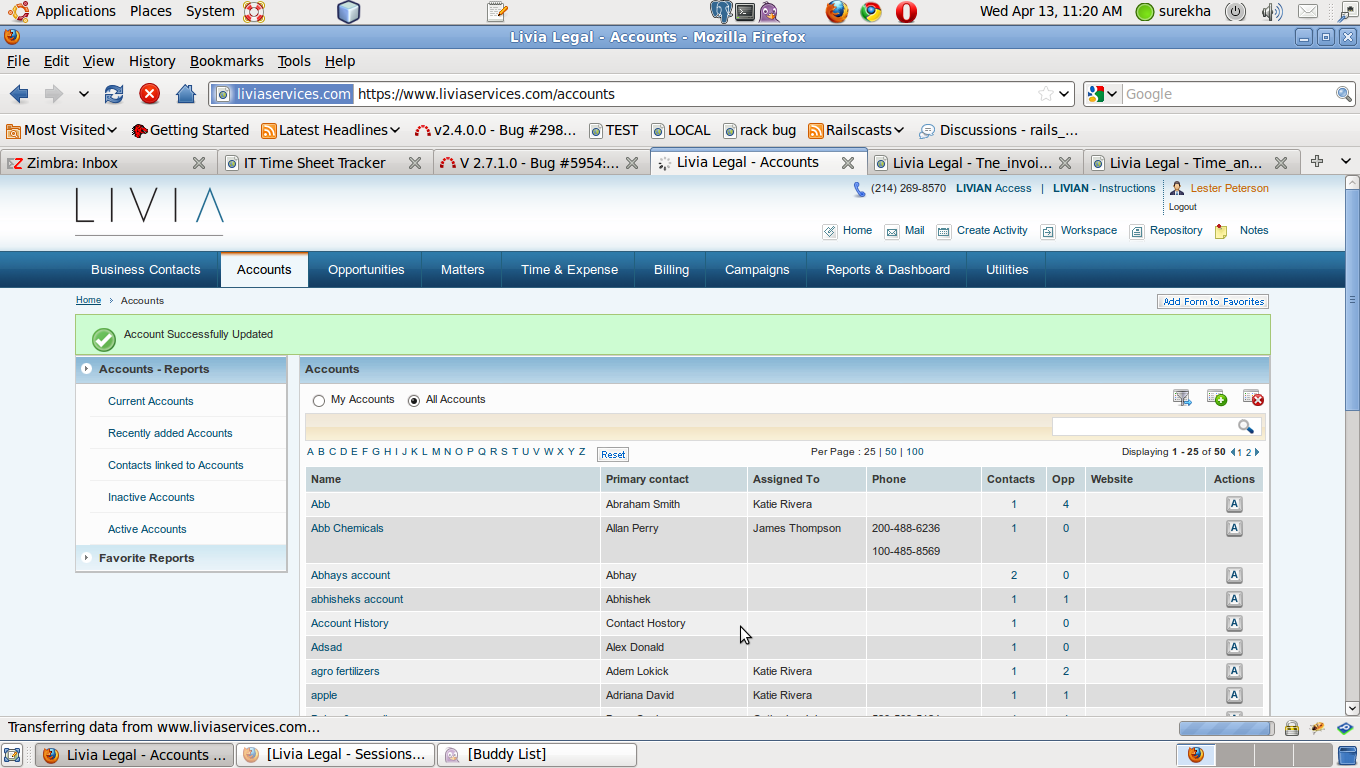 Applications Places System Wed Apr 13, 11:20 AM surekha
Livia Legal - Accounts - Mozilla Firefox
File Edit View History Bookmarks Tools Help
liviaservices.com https://www.liviaservices.com/accounts Google
Most Visited Getting Started Latest Headlines v2.4.0.0 - Bug #298... TEST LOCAL rack bug Railscasts Discussions - rails_...
Zimbra: Inbox IT Time Sheet Tracker V 2.7.1.0 - Bug #5954:... Livia Legal - Accounts Livia Legal - Tne_invoi... Livia Legal - Time_an...
LIVIA
(214) 269-8570 LIVIAN Access | LIVIAN - Instructions Lester Peterson
Logout
Home Mail Create Activity Workspace Repository Notes
Business Contacts Accounts Opportunities Matters Time & Expense Billing Campaigns Reports & Dashboard Utilities
Home Accounts Add Form to Favorites
Account Successfully Updated
Accounts - Reports
Current Accounts
Recently added Accounts
Contacts linked to Accounts
Inactive Accounts
Active Accounts
Favorite Reports
Accounts
My Accounts All Accounts
A B C D E F G H I J K L M N O P Q R S T U V W X Y Z Reset Per Page : 25 | 50 | 100 Displaying 1 - 25 of 50 1 2
Name Primary contact Assigned To Phone Contacts Opp Website Actions
Abb Abraham Smith Katie Rivera 1 4 A
Abb Chemicals Allan Perry James Thompson 200-488-6236 1 0 A
100-485-8569
Abhays account Abhay 2 0 A
abhisheks account Abhishek 1 1 A
Account History Contact Hostory 1 0 A
Adsad Alex Donald 1 0 A
agro fertilizers Adem Lokick Katie Rivera 1 2 A
apple Adriana David Katie Rivera 1 1 A
Transferring data from www.liviaservices.com...
Livia Legal - Accounts ... [Livia Legal - Sessions... [Buddy List]